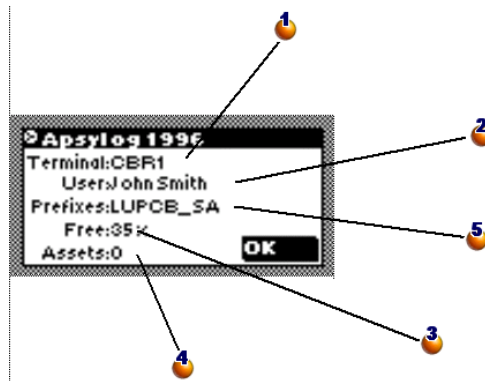 1
2
Apsylog 1996
Terminal:CBR1
User:John Smith
Prefixes:LUPCB_SA
5
Free:35%
Assets:0 OK
3
4